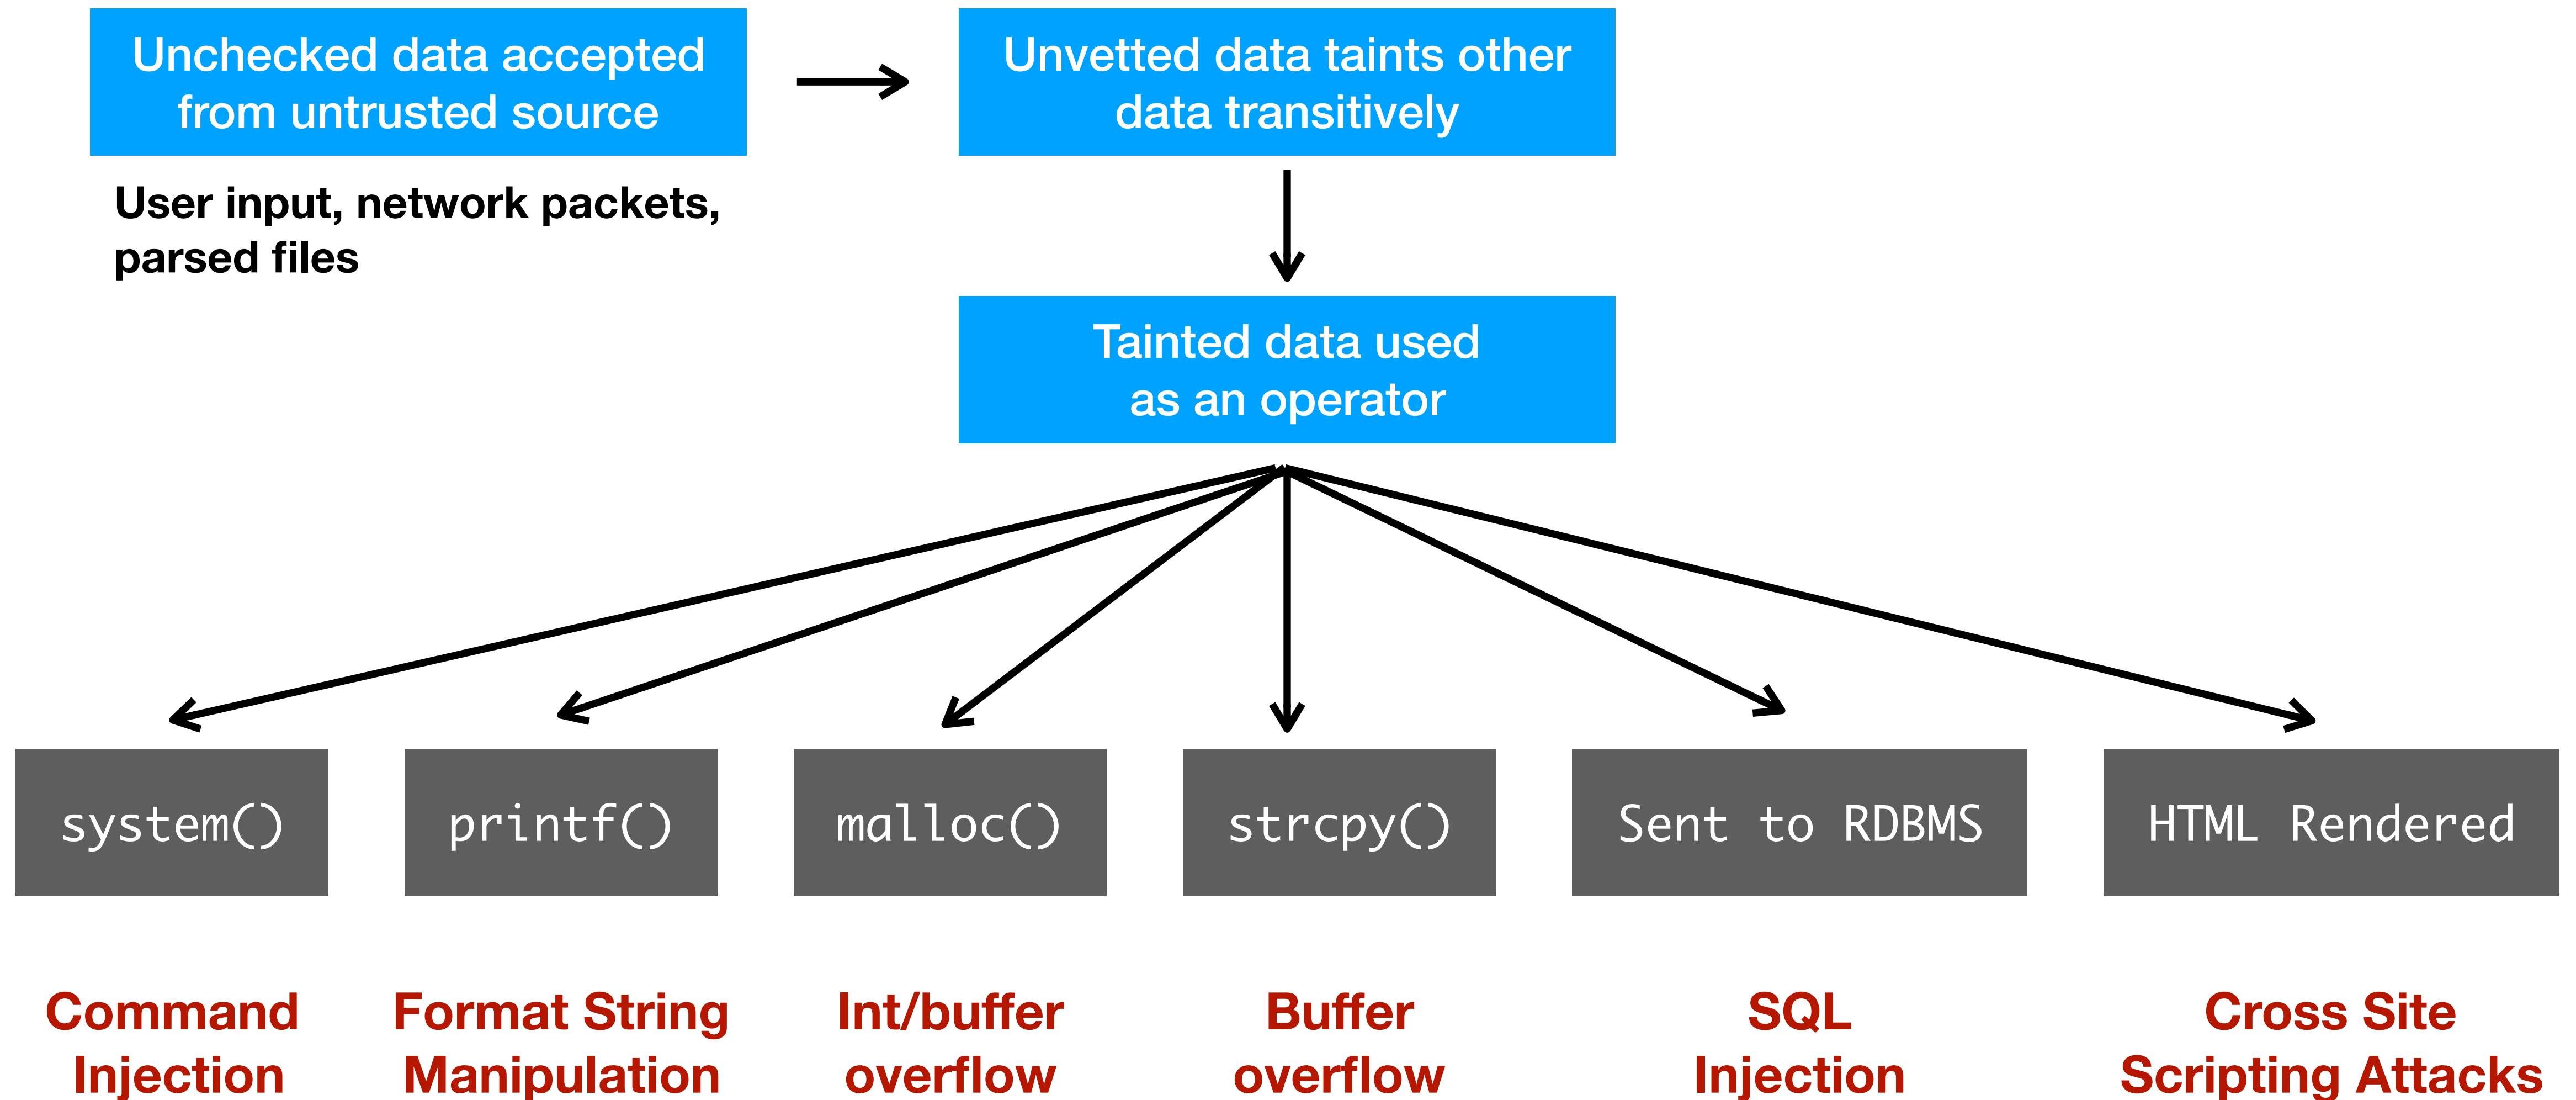 Unchecked data accepted
from untrusted source
Unvetted data taints other
data transitively
User input, network packets,
parsed files
Tainted data used
as an operator
system()
printf()
malloc()
strcpy()
Sent to RDBMS
HTML Rendered
Command
Injection
Format String
Manipulation
Int/buffer
overflow
Buffer
overflow
SQL
Injection
Cross Site
Scripting Attacks